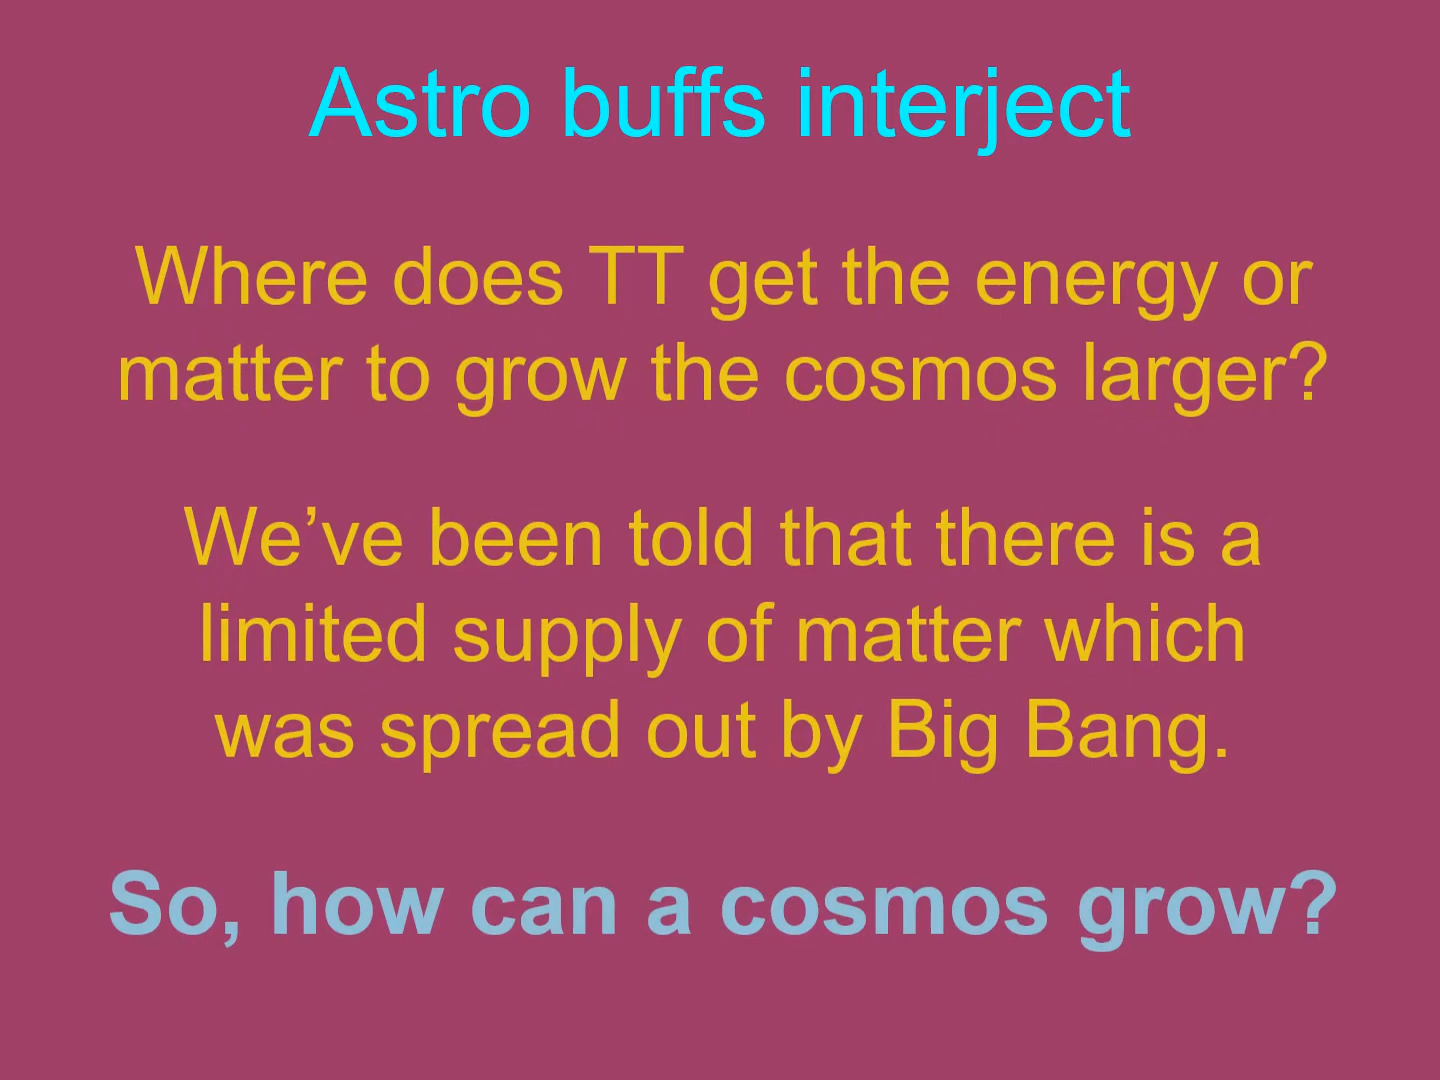 Astro buffs interject
Where does TT get the energy or
matter to grow the cosmos larger?
We’ve been told that there is a
limited supply of matter which
was spread out by Big Bang.
So, how can a cosmos grow?